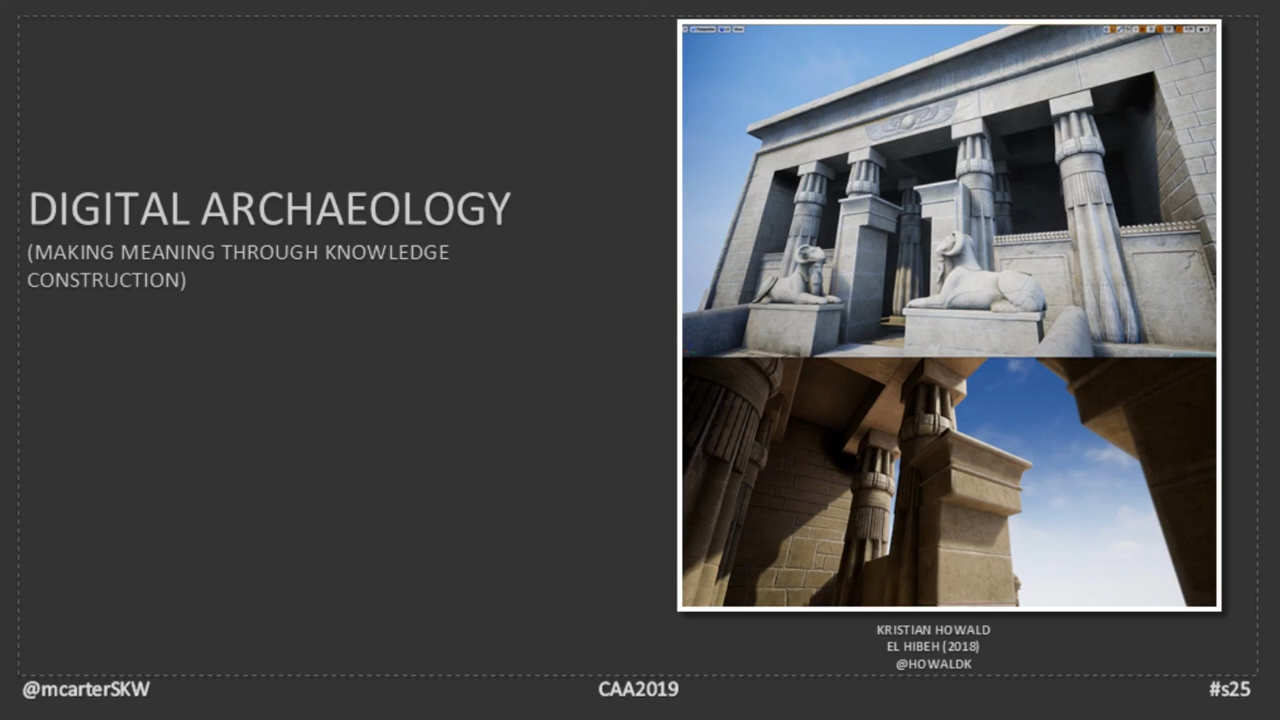 DIGITAL ARCHAEOLOGY
(MAKING MEANING THROUGH KNOWLEDGE
CONSTRUCTION)
KRISTIAN HOWALD
EL HIBEH (2018)
@HOWALDK
@mcarterSKW
CAA2019
#s25